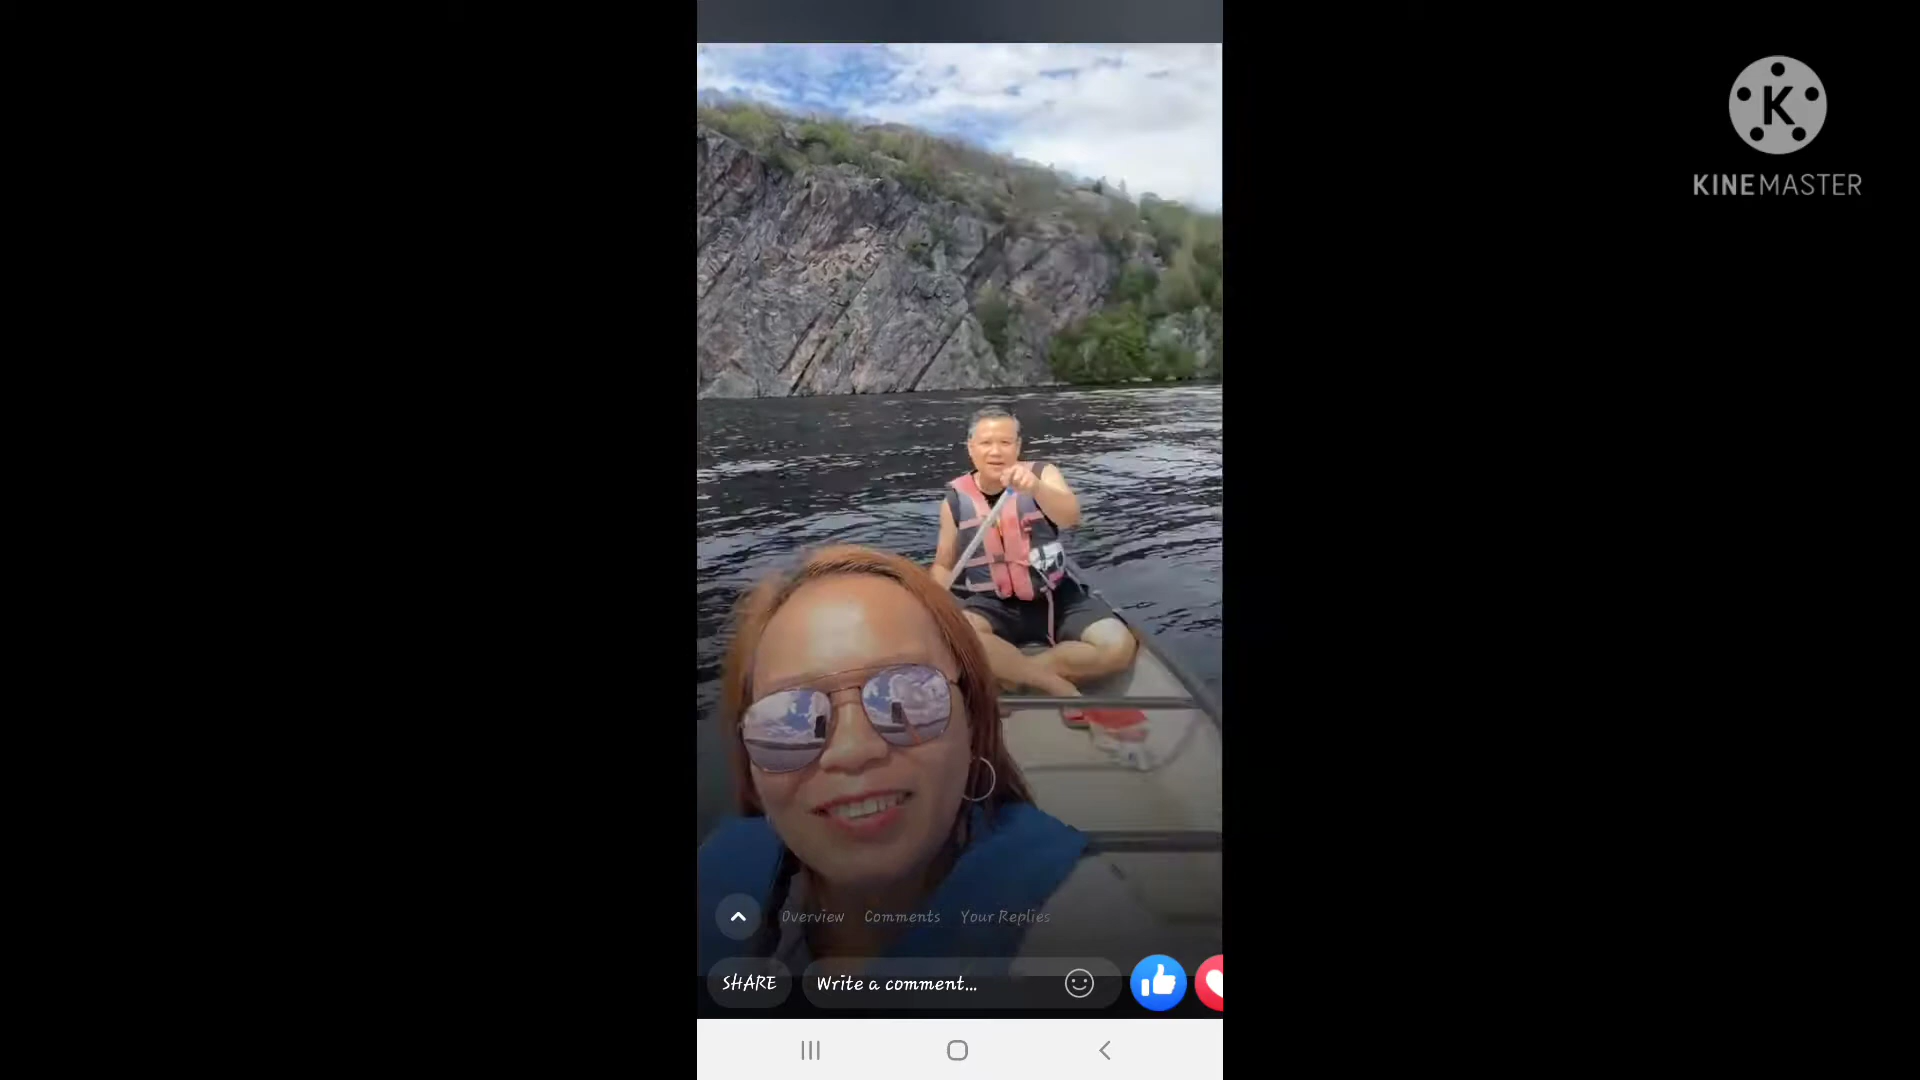 K
KINEMASTER
Overview Comments Your Replies
SHARE Write a comment...